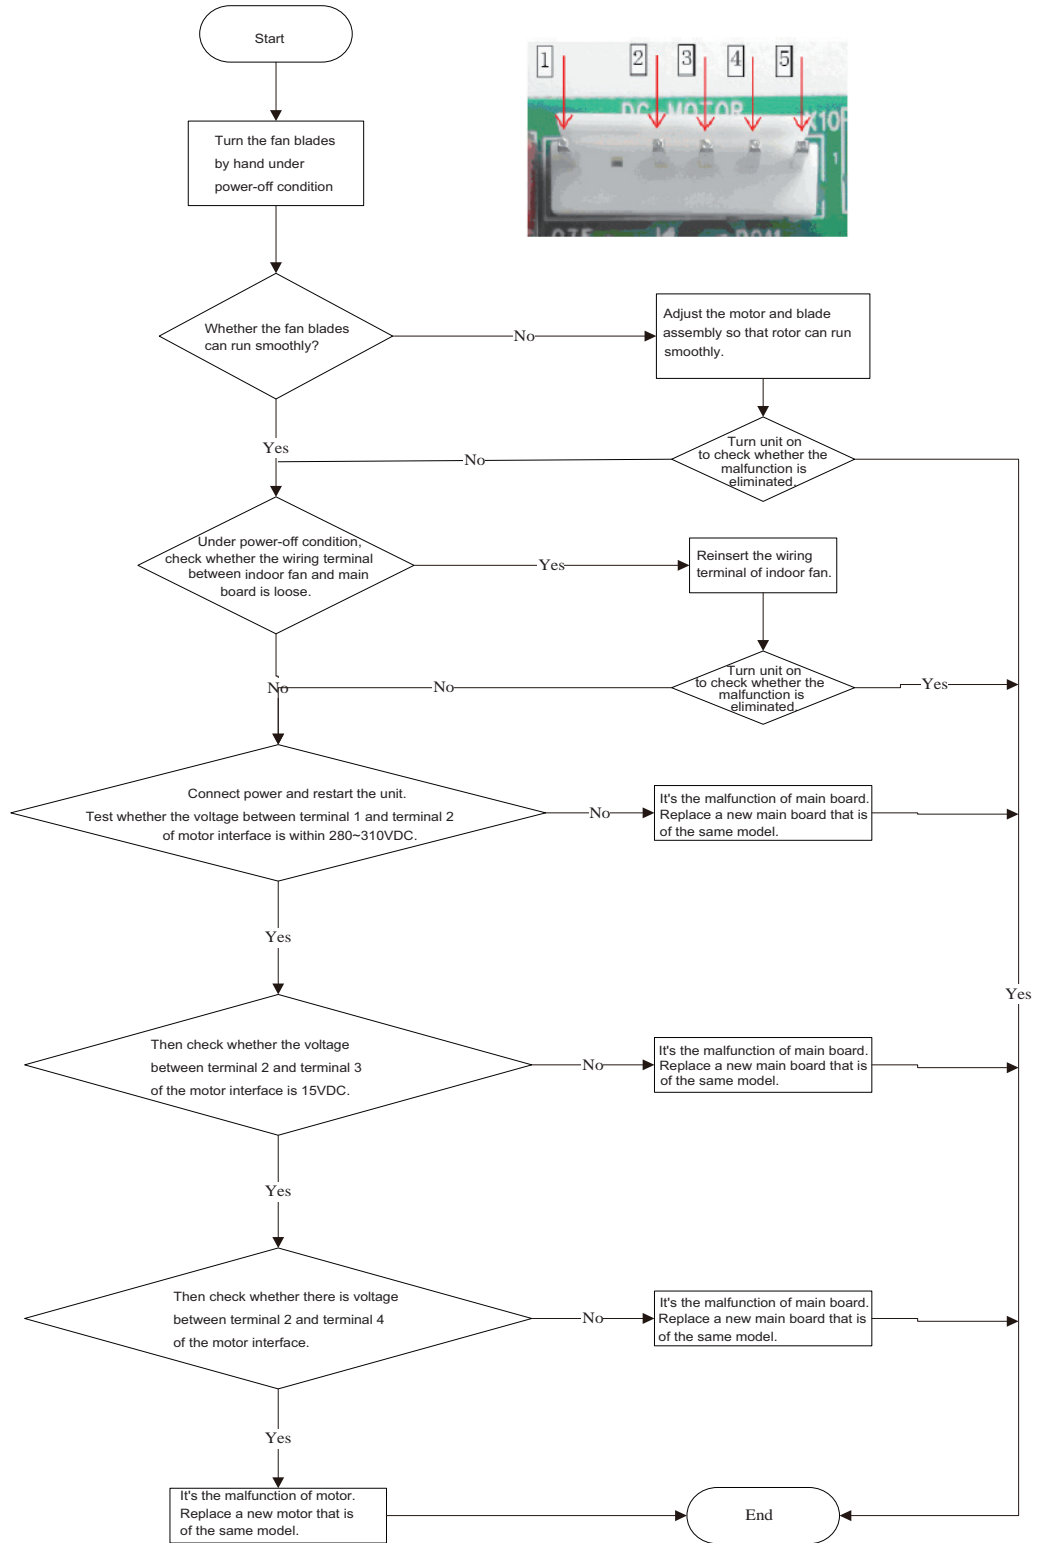 Start
1
2
3
4
5
DC MOTOR
1
Turn the fan blades
by hand under
power-off condition
Whether the fan blades
can run smoothly?
No
Adjust the motor and blade
assembly so that rotor can run
smoothly.
Yes
No
Turn unit on
to check whether the
malfunction is
eliminated.
Under power-off condition,
check whether the wiring terminal
between indoor fan and main
board is loose.
Yes
Reinsert the wiring
terminal of indoor fan.
No
No
Turn unit on
to check whether the
malfunction is
eliminated.
Yes
Connect power and restart the unit.
Test whether the voltage between terminal 1 and terminal 2
of motor interface is within 280~310VDC.
No
It's the malfunction of main board.
Replace a new main board that is
of the same model.
Yes
Yes
Then check whether the voltage
between terminal 2 and terminal 3
of the motor interface is 15VDC.
No
It's the malfunction of main board.
Replace a new main board that is
of the same model.
Yes
Then check whether there is voltage
between terminal 2 and terminal 4
of the motor interface.
No
It's the malfunction of main board.
Replace a new main board that is
of the same model.
Yes
It's the malfunction of motor.
Replace a new motor that is
of the same model.
End